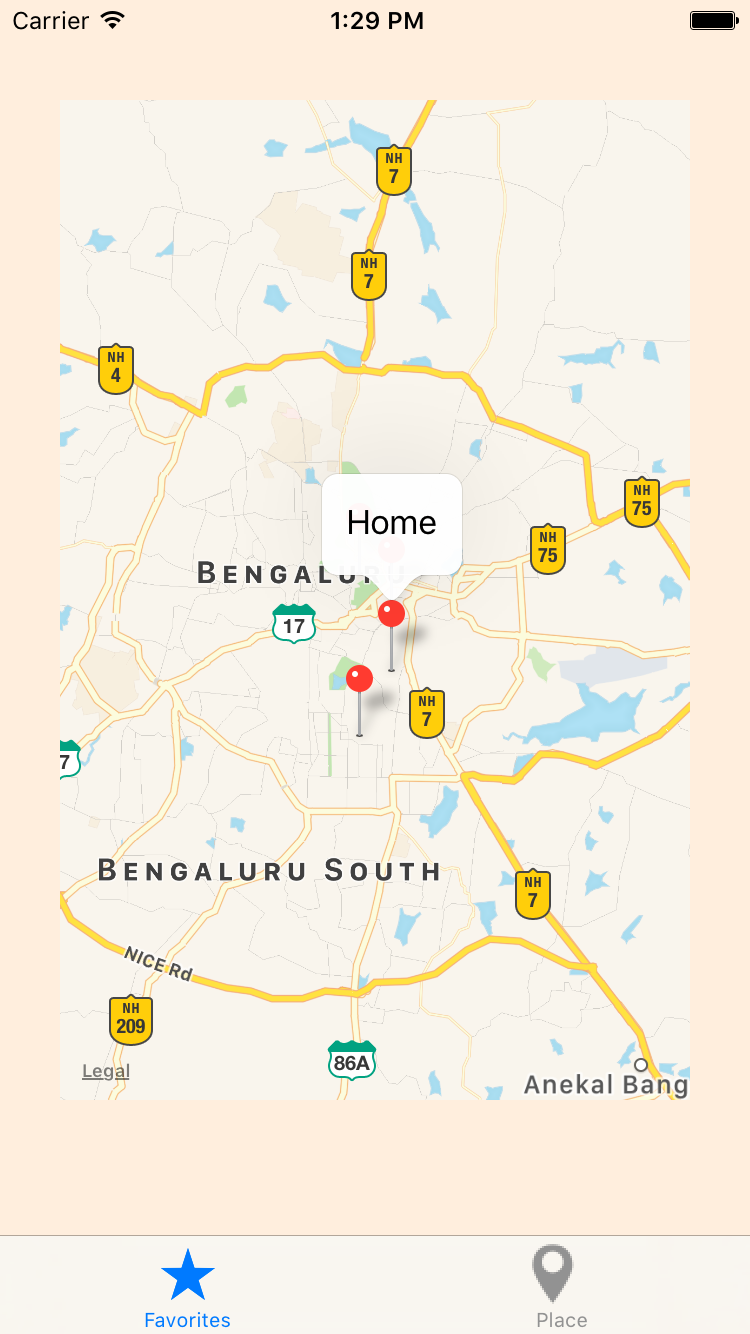 Carrier 1:29 PM
NH
7
NH
7
NH
4
NH
75
Home
NH
75
BENGALURU
17
NH
7
7
BENGALURU SOUTH
NH
7
NICE Rd
NH
209
86A
Legal
Anekal Bang
Favorites Place